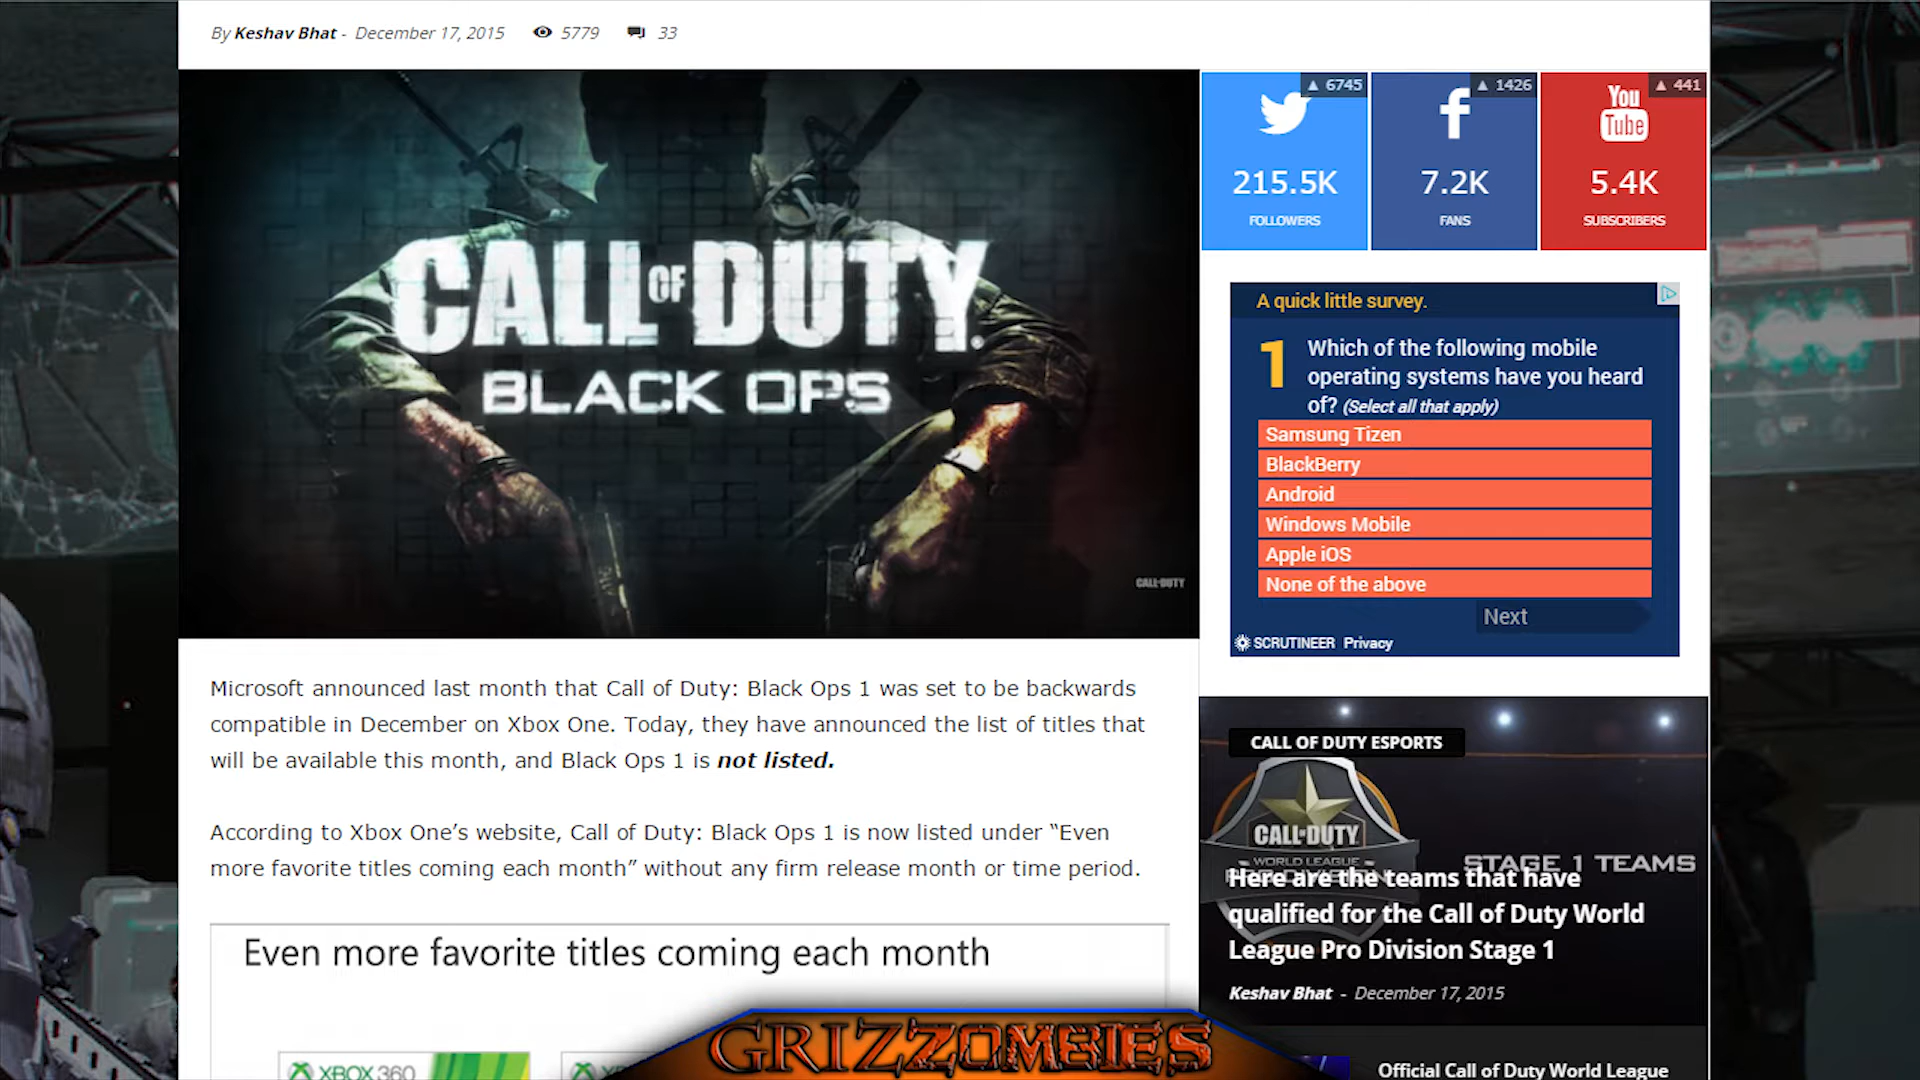 By Keshav Bhat - December 17, 2015 5779 33
CALL OF DUTY
BLACK OPS
CALL OF DUTY
Microsoft announced last month that Call of Duty: Black Ops 1 was set to be backwards
compatible in December on Xbox One. Today, they have announced the list of titles that
will be available this month, and Black Ops 1 is not listed.
According to Xbox One’s website, Call of Duty: Black Ops 1 is now listed under “Even
more favorite titles coming each month” without any firm release month or time period.
Even more favorite titles coming each month
XBOX 360
GRIZZOMBIES
▲ 6745
215.5K
FOLLOWERS
▲ 1426
7.2K
FANS
▲ 441
You
Tube
5.4K
SUBSCRIBERS
A quick little survey.
1 Which of the following mobile
operating systems have you heard
of? (Select all that apply)
Samsung Tizen
BlackBerry
Android
Windows Mobile
Apple iOS
None of the above
Next
SCRUTINEER Privacy
CALL OF DUTY ESPORTS
CALL OF DUTY
WORLD LEAGUE
PRO DIVISION
STAGE 1 TEAMS
Here are the teams that have
qualified for the Call of Duty World
League Pro Division Stage 1
Keshav Bhat - December 17, 2015
Official Call of Duty World League